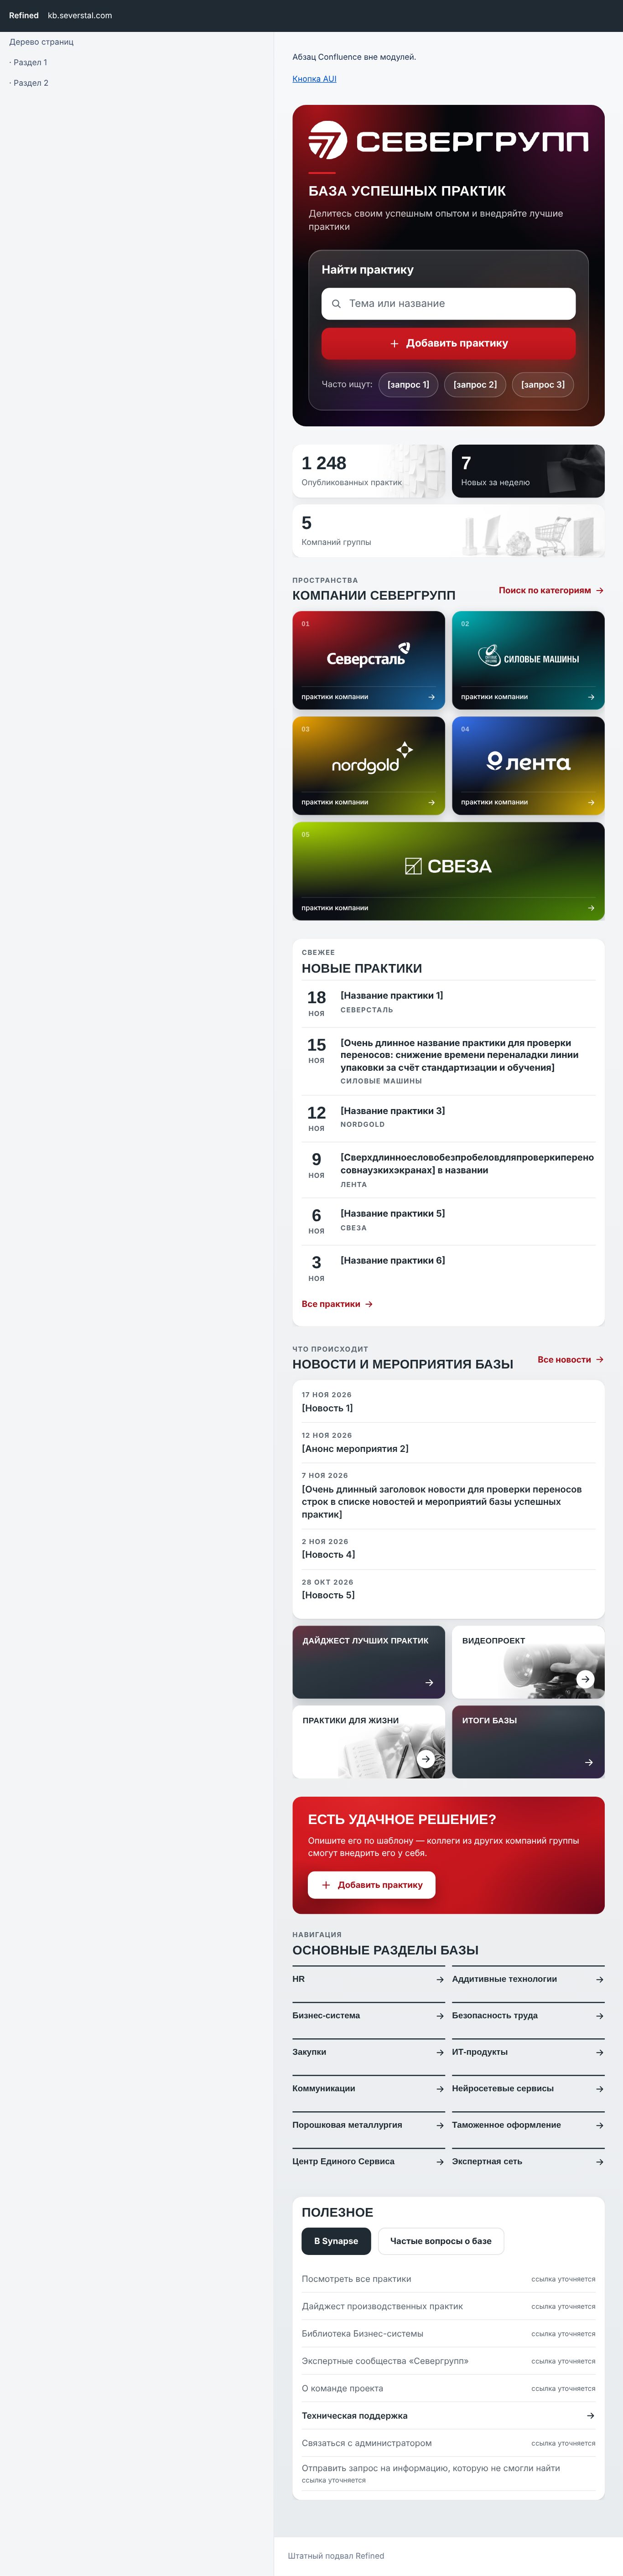 Refined kb.severstal.com
Дерево страниц
· Раздел 1
· Раздел 2
Абзац Confluence вне модулей.
Кнопка AUI
СЕВЕРГРУПП
БАЗА УСПЕШНЫХ ПРАКТИК
Делитесь своим успешным опытом и внедряйте лучшие
практики
Найти практику
Тема или название
+ Добавить практику
Часто ищут: [запрос 1] [запрос 2] [запрос 3]
1 248
Опубликованных практик
7
Новых за неделю
5
Компаний группы
ПРОСТРАНСТВА
КОМПАНИИ СЕВЕРГРУПП
Поиск по категориям →
01
Северсталь
практики компании →
02
СИЛОВЫЕ МАШИНЫ
практики компании →
03
nordgold
практики компании →
04
лента
практики компании →
05
СВЕЗА
практики компании →
СВЕЖЕЕ
НОВЫЕ ПРАКТИКИ
18
НОЯ
[Название практики 1]
СЕВЕРСТАЛЬ
15
НОЯ
[Очень длинное название практики для проверки
переносов: снижение времени переналадки линии
упаковки за счёт стандартизации и обучения]
СИЛОВЫЕ МАШИНЫ
12
НОЯ
[Название практики 3]
NORDGOLD
9
НОЯ
[Сверхдлинноесловобезпробеловдляпроверкиперено
совнаузкихэкранах] в названии
ЛЕНТА
6
НОЯ
[Название практики 5]
СВЕЗА
3
НОЯ
[Название практики 6]
Все практики →
ЧТО ПРОИСХОДИТ
НОВОСТИ И МЕРОПРИЯТИЯ БАЗЫ
Все новости →
17 НОЯ 2026
[Новость 1]
12 НОЯ 2026
[Анонс мероприятия 2]
7 НОЯ 2026
[Очень длинный заголовок новости для проверки переносов
строк в списке новостей и мероприятий базы успешных
практик]
2 НОЯ 2026
[Новость 4]
28 ОКТ 2026
[Новость 5]
ДАЙДЖЕСТ ЛУЧШИХ ПРАКТИК
→
ВИДЕОПРОЕКТ
→
ПРАКТИКИ ДЛЯ ЖИЗНИ
→
ИТОГИ БАЗЫ
→
ЕСТЬ УДАЧНОЕ РЕШЕНИЕ?
Опишите его по шаблону — коллеги из других компаний группы
смогут внедрить его у себя.
+ Добавить практику
НАВИГАЦИЯ
ОСНОВНЫЕ РАЗДЕЛЫ БАЗЫ
HR →
Аддитивные технологии →
Бизнес-система →
Безопасность труда →
Закупки →
ИТ-продукты →
Коммуникации →
Нейросетевые сервисы →
Порошковая металлургия →
Таможенное оформление →
Центр Единого Сервиса →
Экспертная сеть →
ПОЛЕЗНОЕ
В Synapse
Частые вопросы о базе
Посмотреть все практики ссылка уточняется
Дайджест производственных практик ссылка уточняется
Библиотека Бизнес-системы ссылка уточняется
Экспертные сообщества «Севергрупп» ссылка уточняется
О команде проекта ссылка уточняется
Техническая поддержка →
Связаться с администратором ссылка уточняется
Отправить запрос на информацию, которую не смогли найти
ссылка уточняется
Штатный подвал Refined